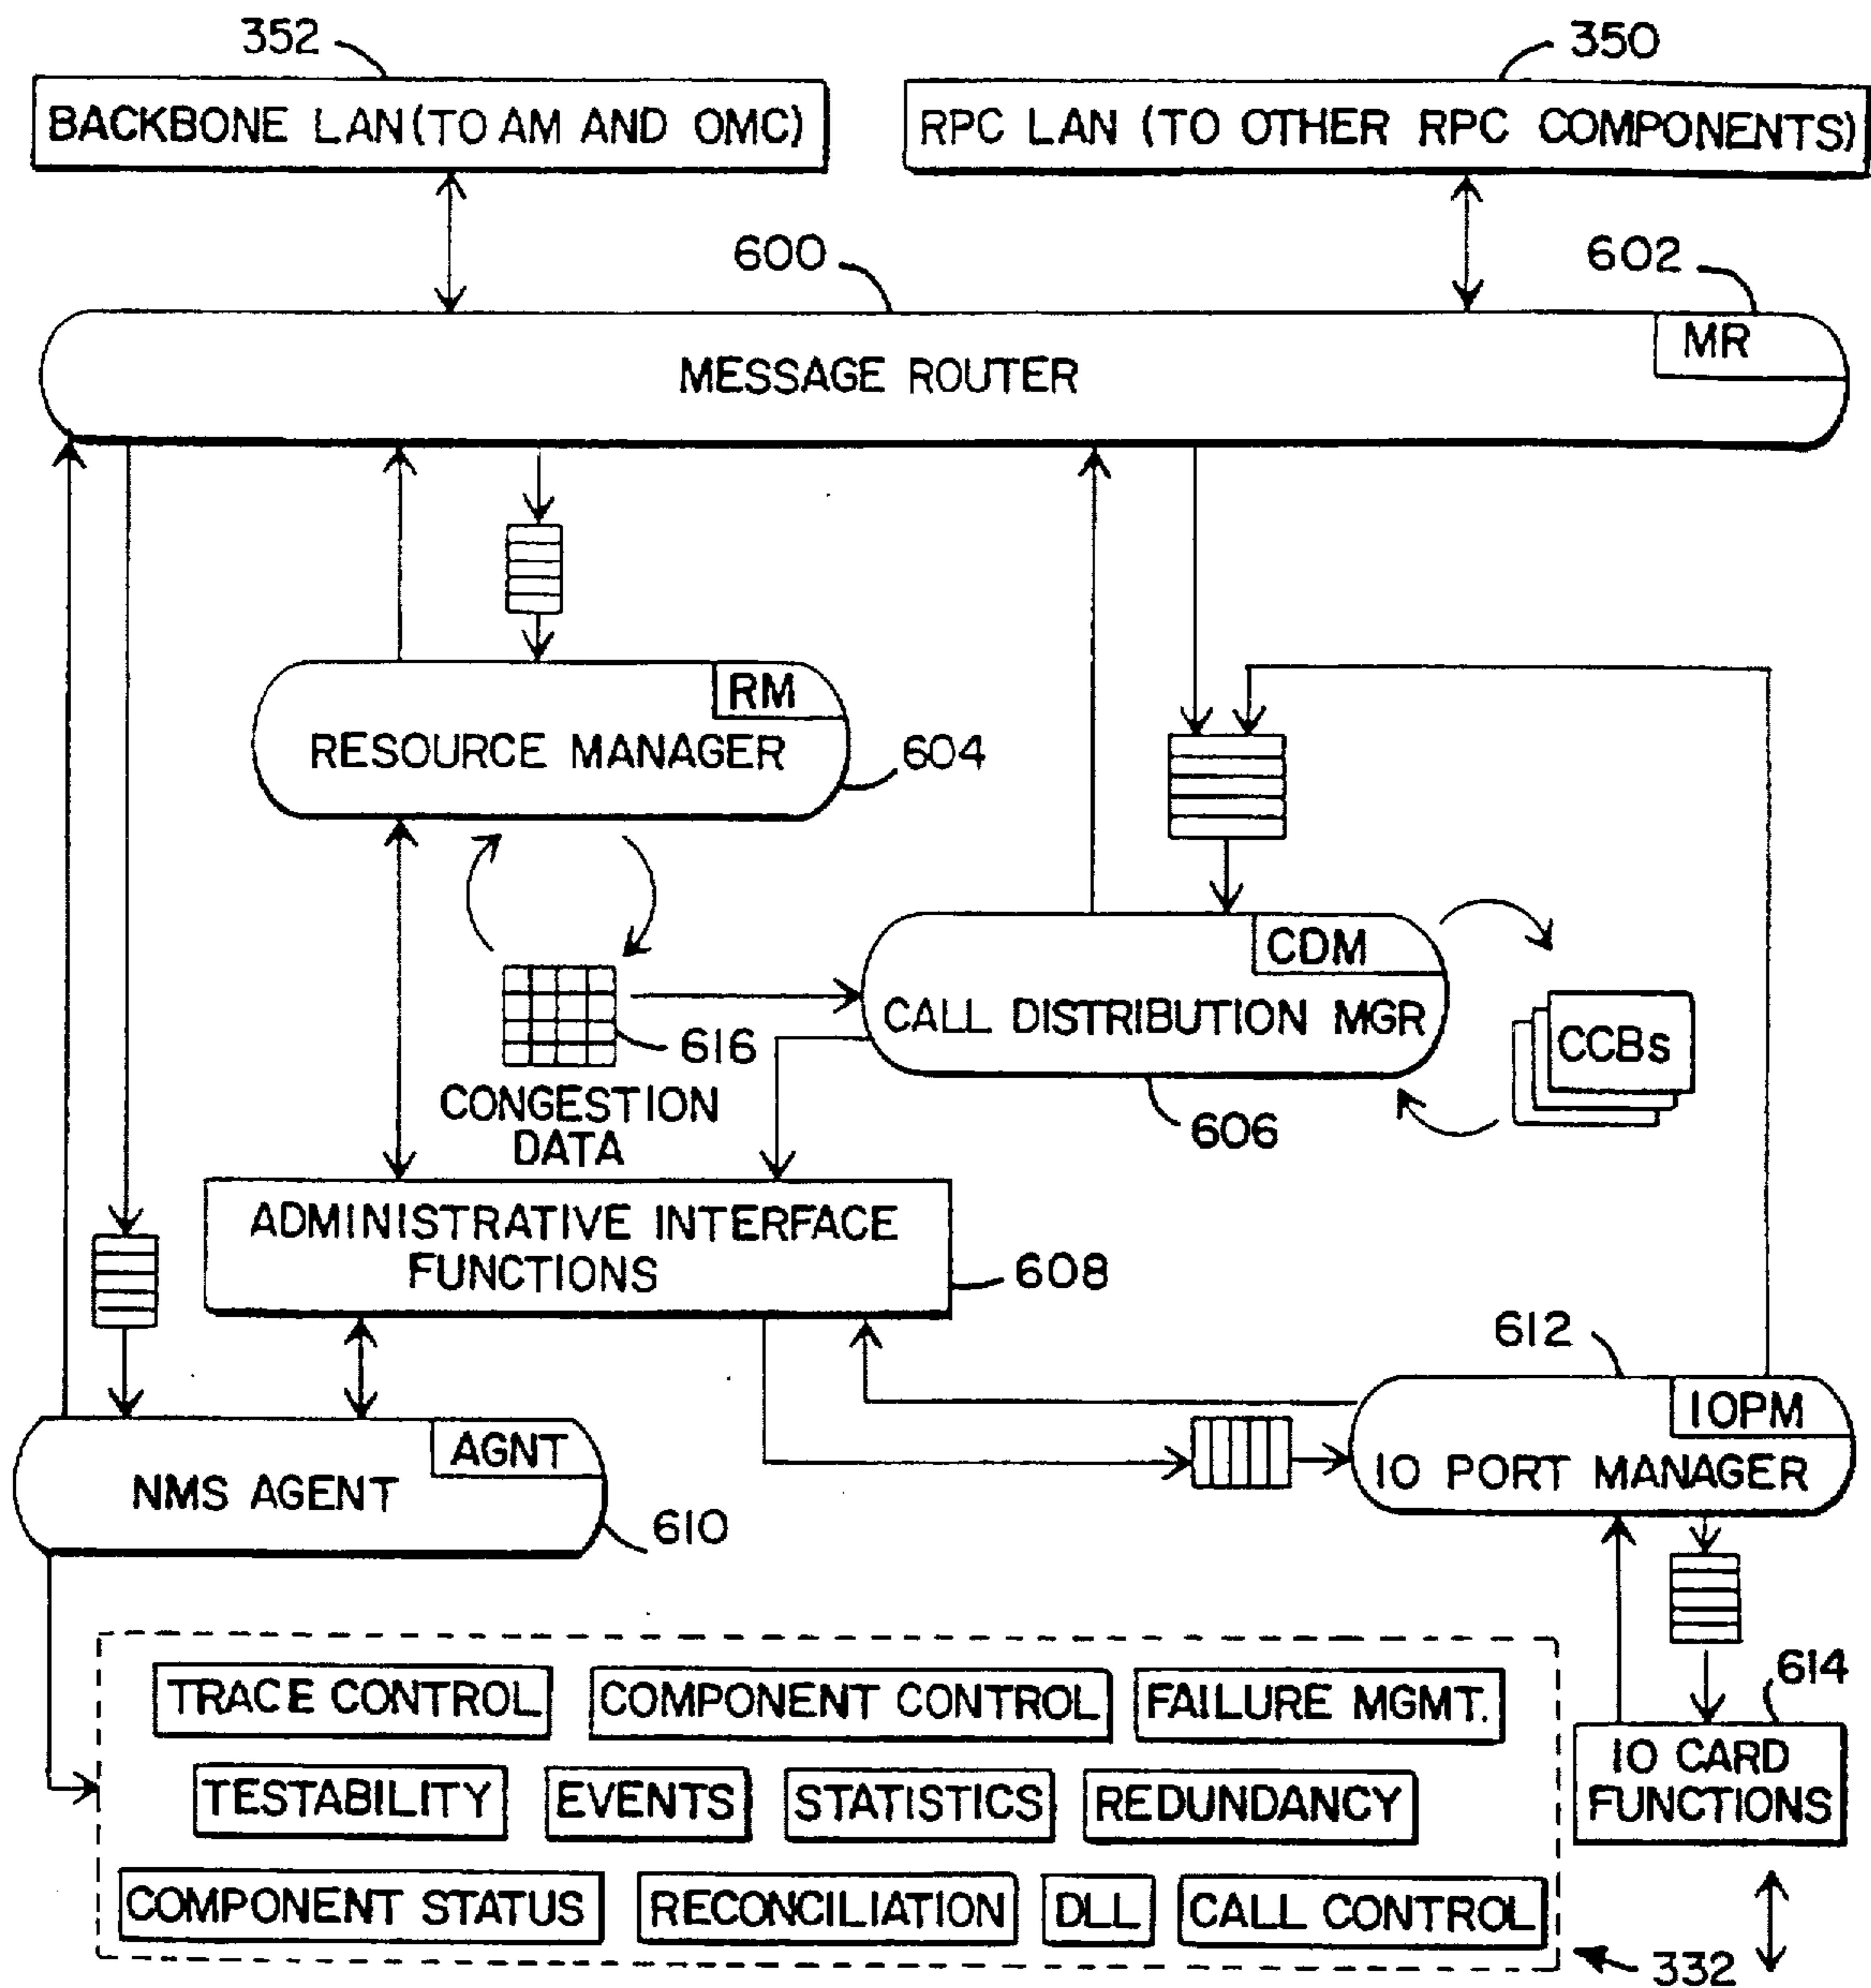 352
350
BACKBONE LAN (TO AM AND OMC)
RPC LAN (TO OTHER RPC COMPONENTS)
600
602
MR
MESSAGE ROUTER
RM
RESOURCE MANAGER
604
CDM
CALL DISTRIBUTION MGR
606
CCBs
616
CONGESTION
DATA
ADMINISTRATIVE INTERFACE
FUNCTIONS
608
612
IOPM
IO PORT MANAGER
AGNT
NMS AGENT
610
614
IO CARD
FUNCTIONS
TRACE CONTROL
COMPONENT CONTROL
FAILURE MGMT.
TESTABILITY
EVENTS
STATISTICS
REDUNDANCY
COMPONENT STATUS
RECONCILIATION
DLL
CALL CONTROL
332